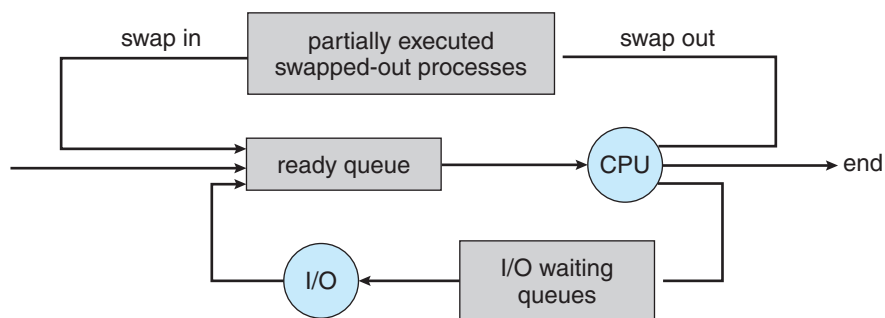 swap in
partially executed
swapped-out processes
swap out
ready queue
CPU
end
I/O
I/O waiting
queues